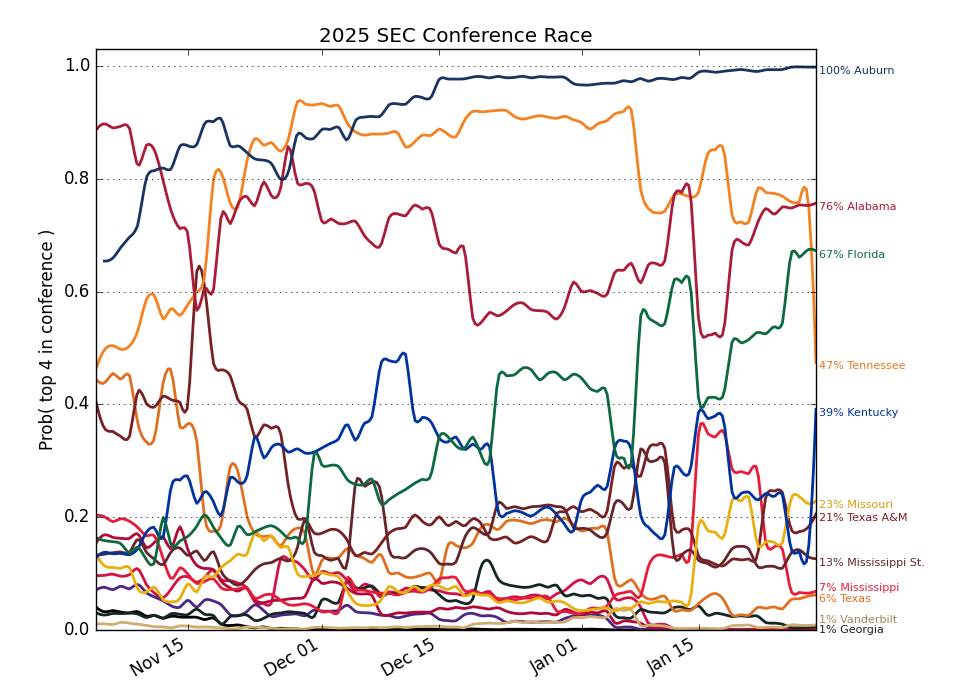 2025 SEC Conference Race
Prob( top 4 in conference )
1.0
0.8
0.6
0.4
0.2
0.0
Nov 15
Dec 01
Dec 15
Jan 01
Jan 15
100% Auburn
76% Alabama
67% Florida
47% Tennessee
39% Kentucky
23% Missouri
21% Texas A&M
13% Mississippi St.
7% Mississippi
6% Texas
1% Vanderbilt
1% Georgia